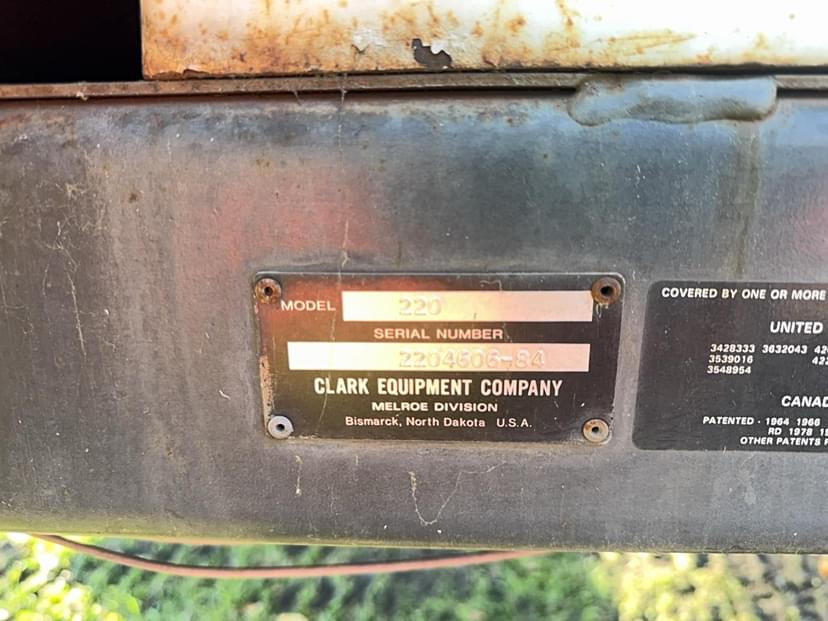 MODEL 220
SERIAL NUMBER
2204606-84
CLARK EQUIPMENT COMPANY
MELROE DIVISION
Bismarck, North Dakota U.S.A.
COVERED BY ONE OR MORE
UNITED
3428333 3632043
3539016
3548954
PATENTED - 1964 1966
RD 1978
OTHER PATENTS